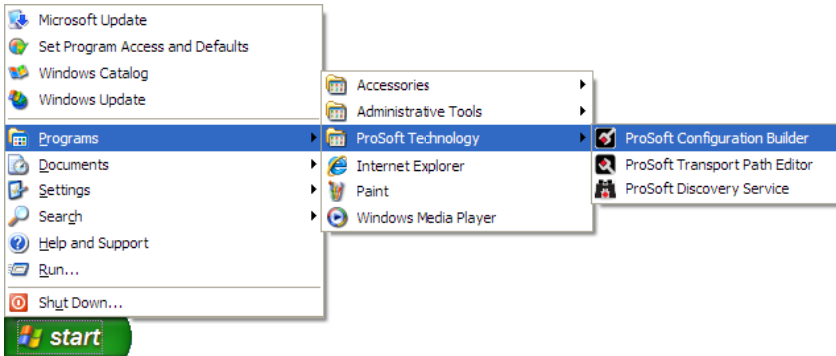 Microsoft Update
Set Program Access and Defaults
Windows Catalog
Windows Update
Programs
Documents
Settings
Search
Help and Support
Run...
Shut Down...
start
Accessories
Administrative Tools
ProSoft Technology
Internet Explorer
Paint
Windows Media Player
ProSoft Configuration Builder
ProSoft Transport Path Editor
ProSoft Discovery Service